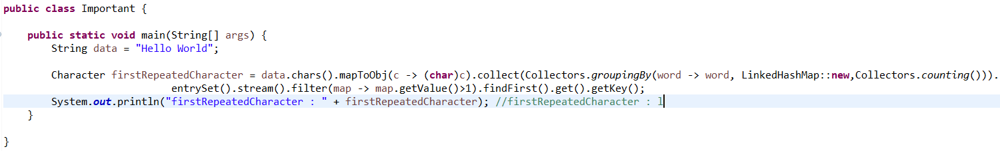 public class Important {
public static void main(String[] args) {
String data = "Hello World";
Character firstRepeatedCharacter = data.chars().mapToObj(c -> (char)c).collect(Collectors.groupingBy(word -> word, LinkedHashMap::new,Collectors.counting())).
entrySet().stream().filter(map -> map.getValue()>1).findFirst().get().getKey();
System.out.println("firstRepeatedCharacter : " + firstRepeatedCharacter); //firstRepeatedCharacter : l
}
}